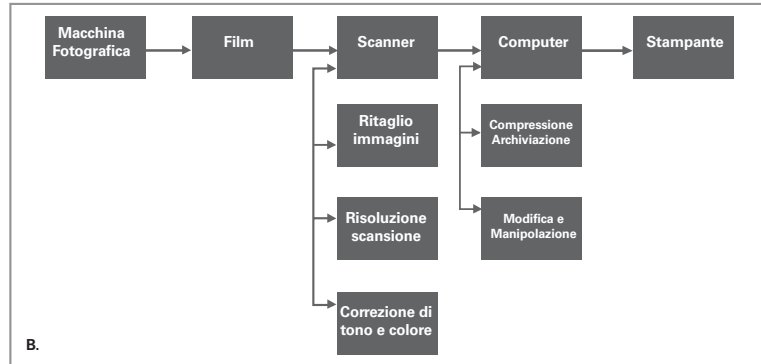 Macchina
Fotografica
Film
Scanner
Computer
Stampante
Ritaglio
immagini
Compressione
Archiviazione
Risoluzione
scansione
Modifica e
Manipolazione
Correzione di
tono e colore
B.